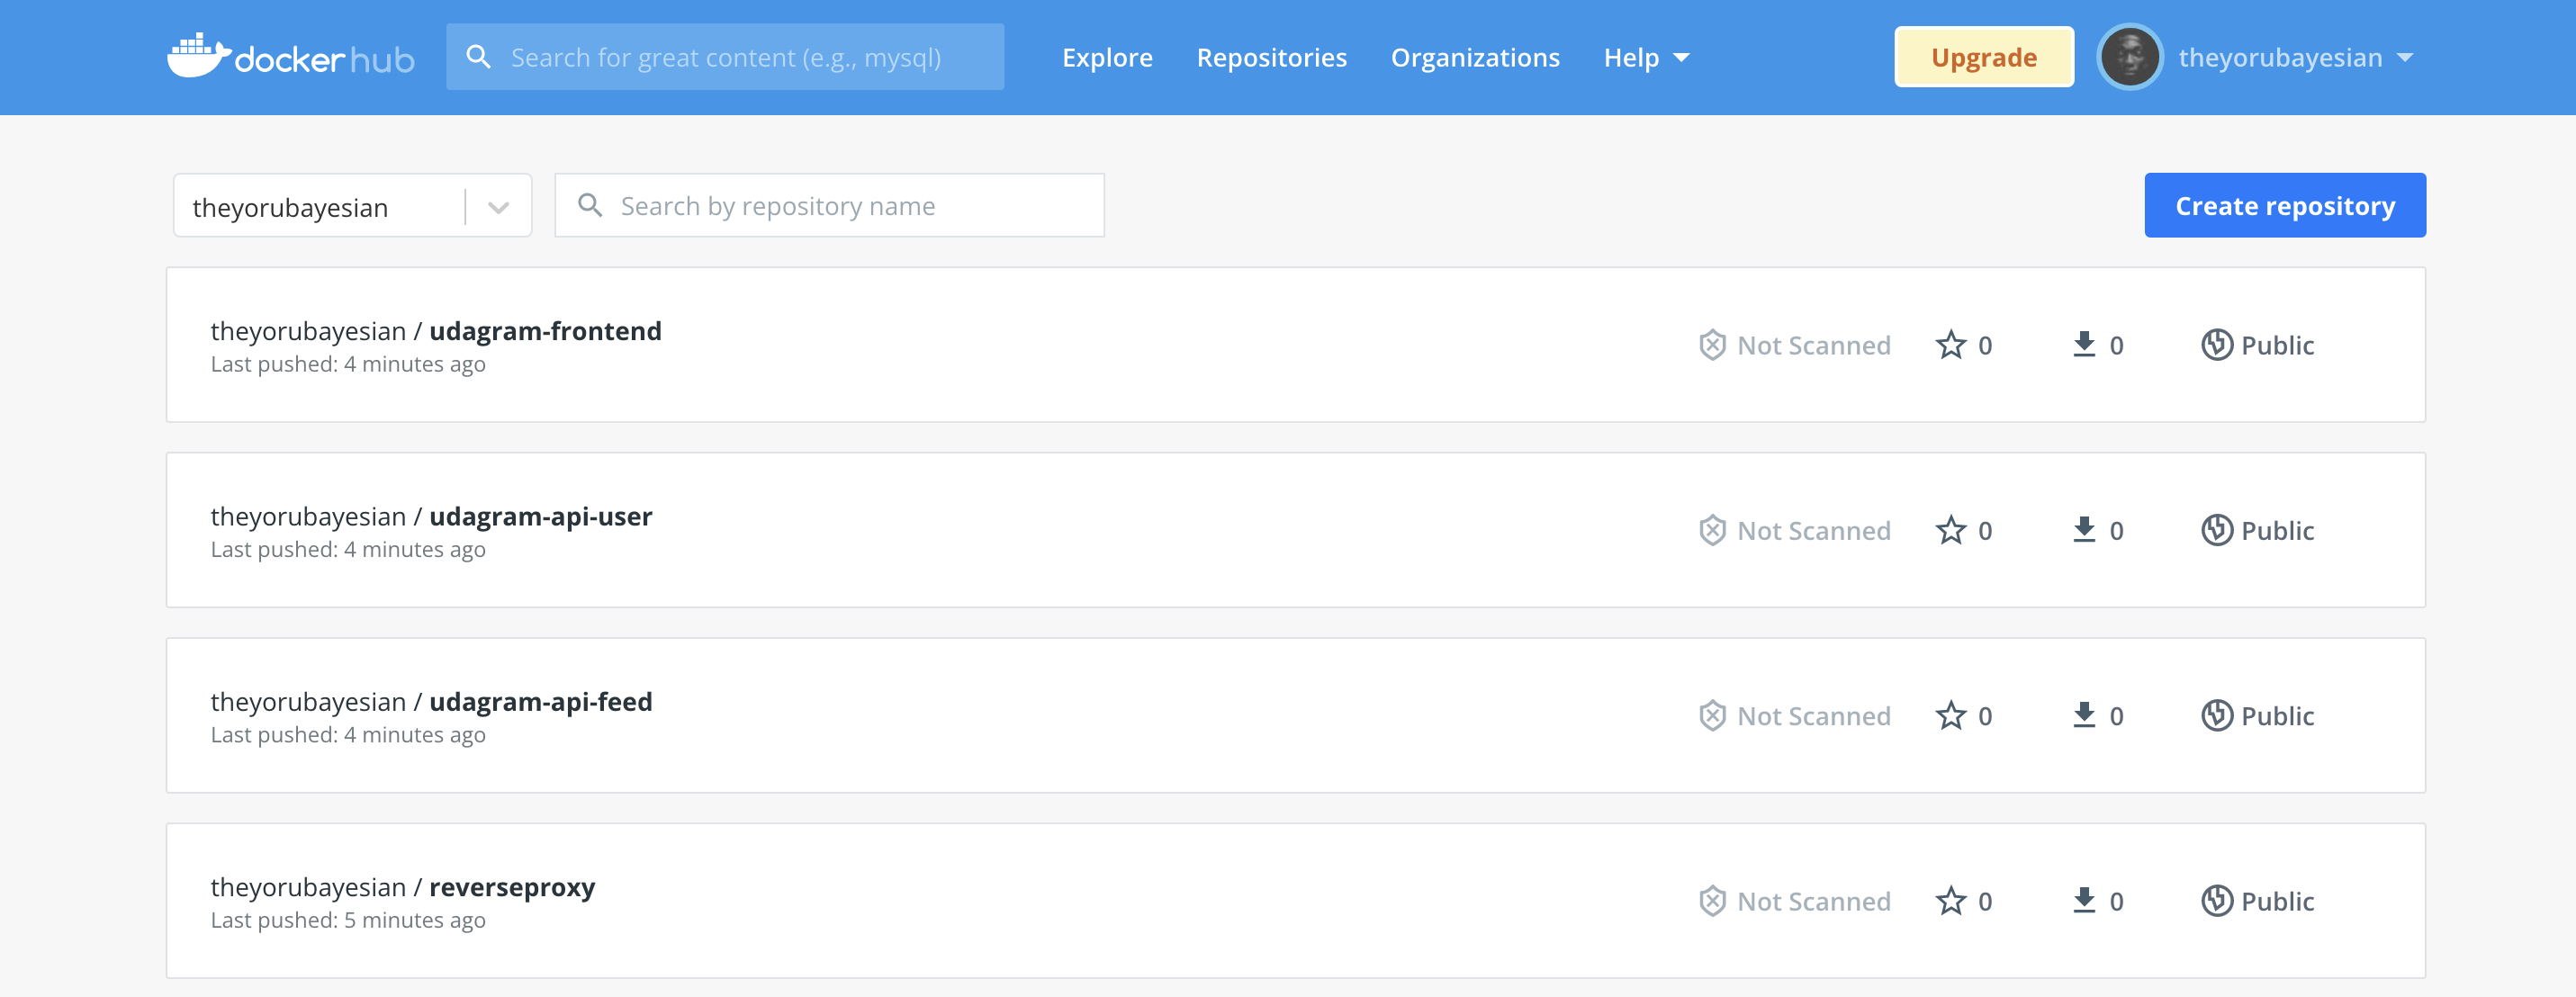 docker hub
Search for great content (e.g., mysql)
Explore
Repositories
Organizations
Help
Upgrade
theyorubayesian
theyorubayesian
Search by repository name
Create repository
theyorubayesian / udagram-frontend
Last pushed: 4 minutes ago
Not Scanned
0
0
Public
theyorubayesian / udagram-api-user
Last pushed: 4 minutes ago
Not Scanned
0
0
Public
theyorubayesian / udagram-api-feed
Last pushed: 4 minutes ago
Not Scanned
0
0
Public
theyorubayesian / reverseproxy
Last pushed: 5 minutes ago
Not Scanned
0
0
Public